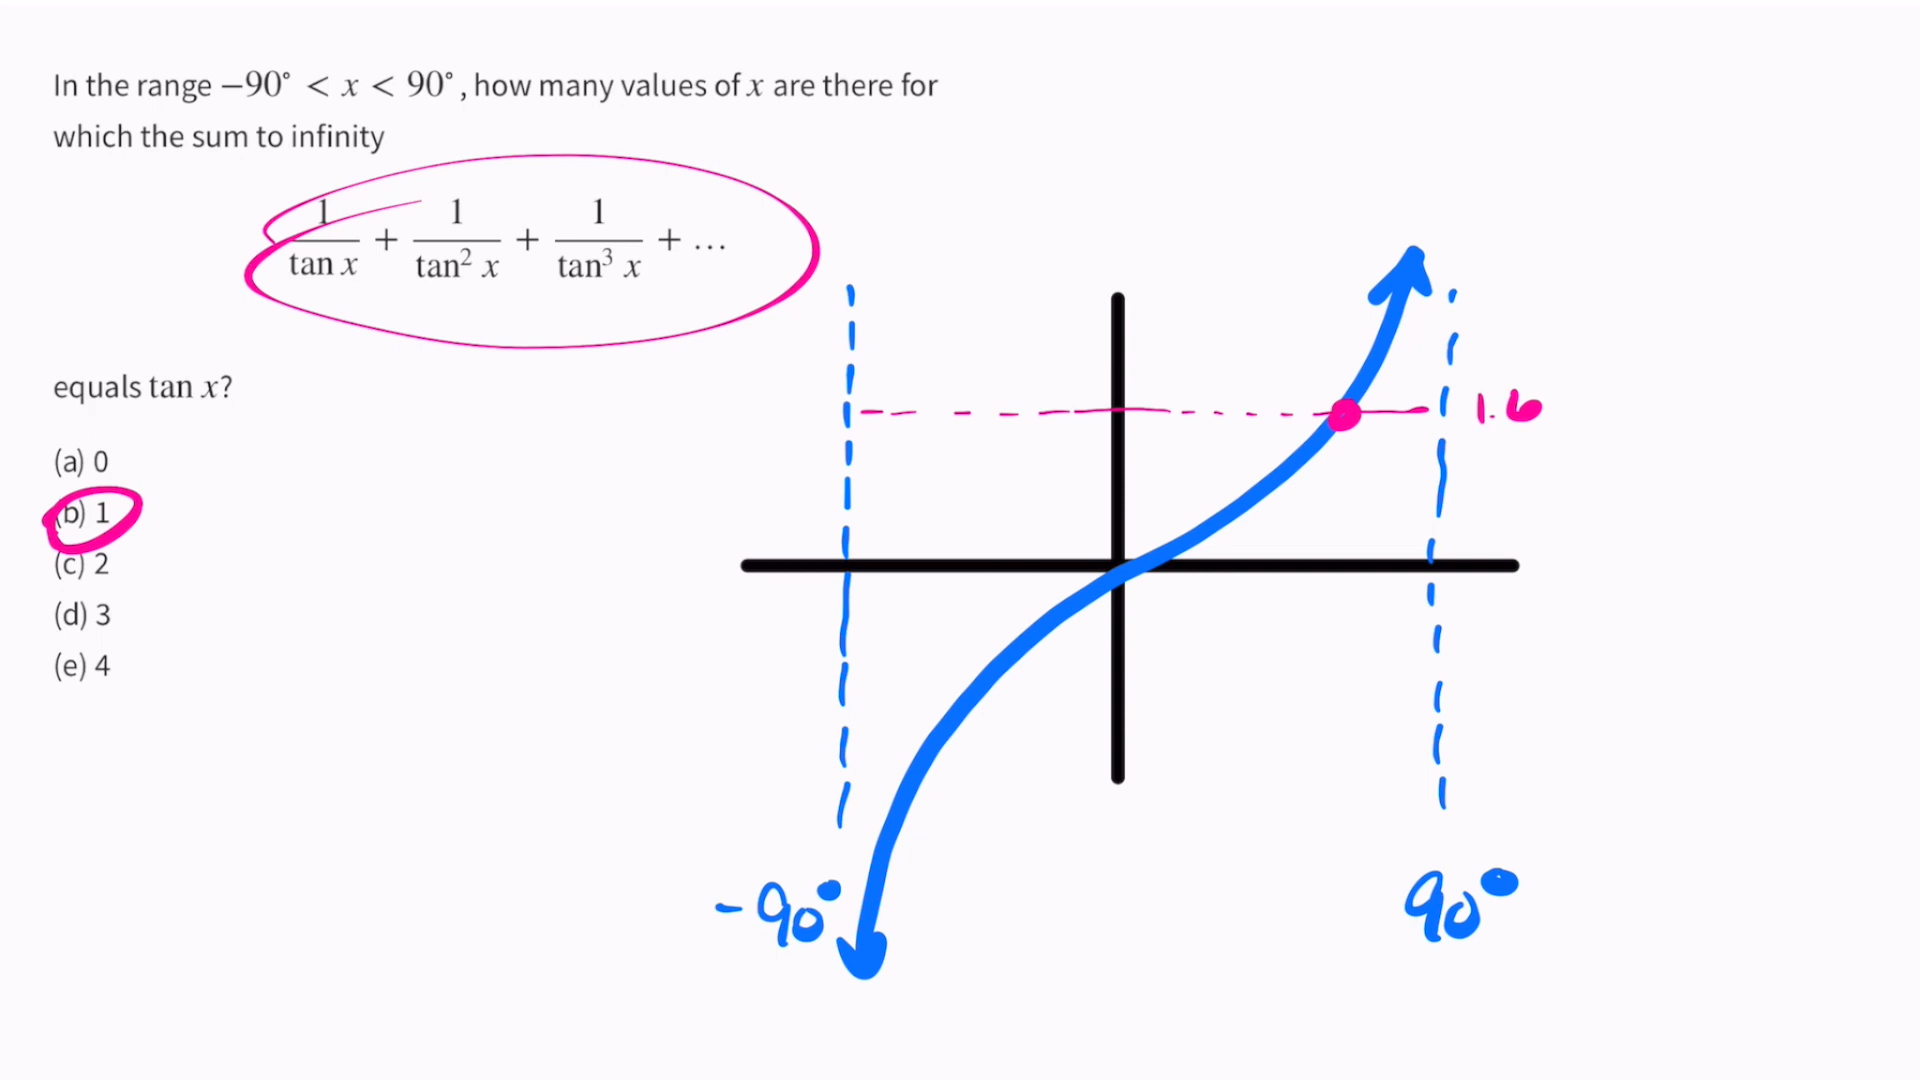 In the range −90° < x < 90°, how many values of x are there for
which the sum to infinity
1/tan x + 1/tan² x + 1/tan³ x + …
equals tan x?
(a) 0
(b) 1
(c) 2
(d) 3
(e) 4
1.6
-90°
90°